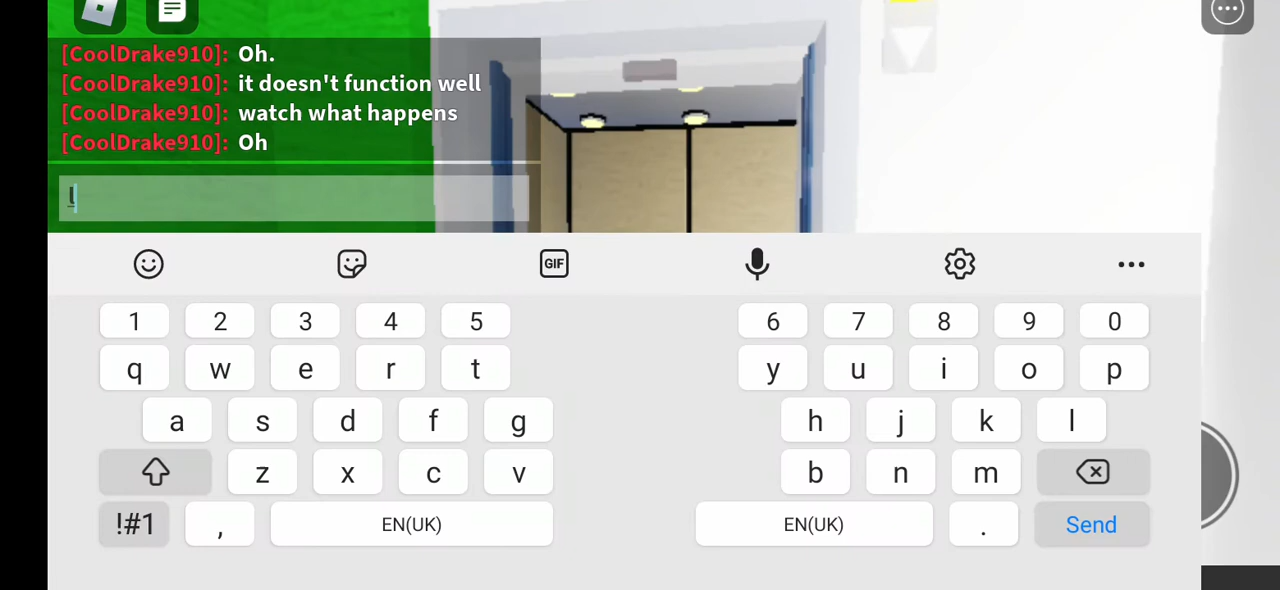 [CoolDrake910]: Oh.
[CoolDrake910]: it doesn't function well
[CoolDrake910]: watch what happens
[CoolDrake910]: Oh
GIF
1 2 3 4 5 6 7 8 9 0
q w e r t y u i o p
a s d f g h j k l
z x c v b n m
!#1 , EN(UK) EN(UK) . Send